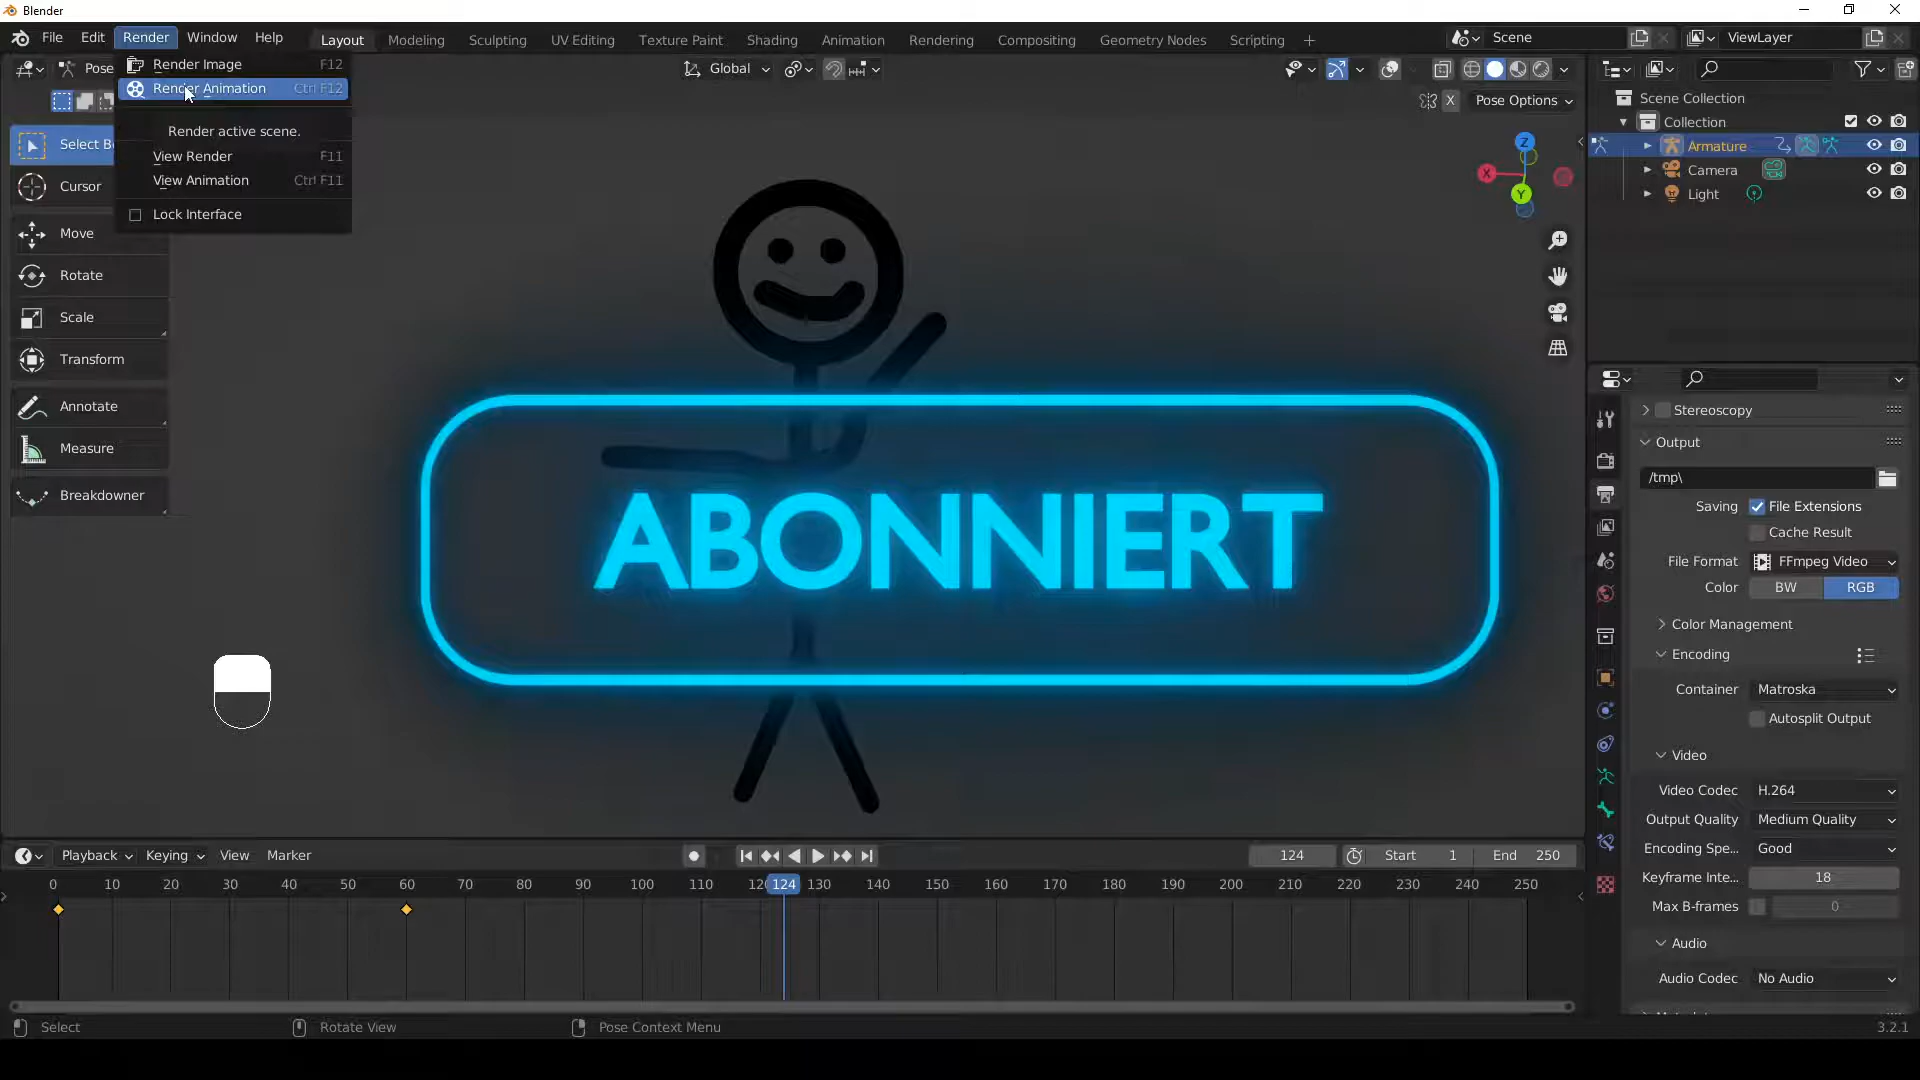 Blender
File Edit Render Window Help Layout Modeling Sculpting UV Editing Texture Paint Shading Animation Rendering Compositing Geometry Nodes Scripting + Scene ViewLayer
Pose Global
Render Image F12
Render Animation Ctrl F12
Render active scene.
View Render F11
View Animation Ctrl F11
Lock Interface
X Pose Options
Select B
Cursor
Move
Rotate
Scale
Transform
Annotate
Measure
Breakdowner
Z
X
Y
ABONNIERT
Scene Collection
Collection
Armature
Camera
Light
Stereoscopy
Output
/tmp\
Saving File Extensions
Cache Result
File Format FFmpeg Video
Color BW RGB
Color Management
Encoding
Container Matroska
Autosplit Output
Video
Video Codec H.264
Output Quality Medium Quality
Encoding Spe... Good
Keyframe Inte... 18
Max B-frames 0
Audio
Audio Codec No Audio
Playback Keying View Marker 124 Start 1 End 250
0 10 20 30 40 50 60 70 80 90 100 110 12 124 130 140 150 160 170 180 190 200 210 220 230 240 250
Select Rotate View Pose Context Menu 3.2.1